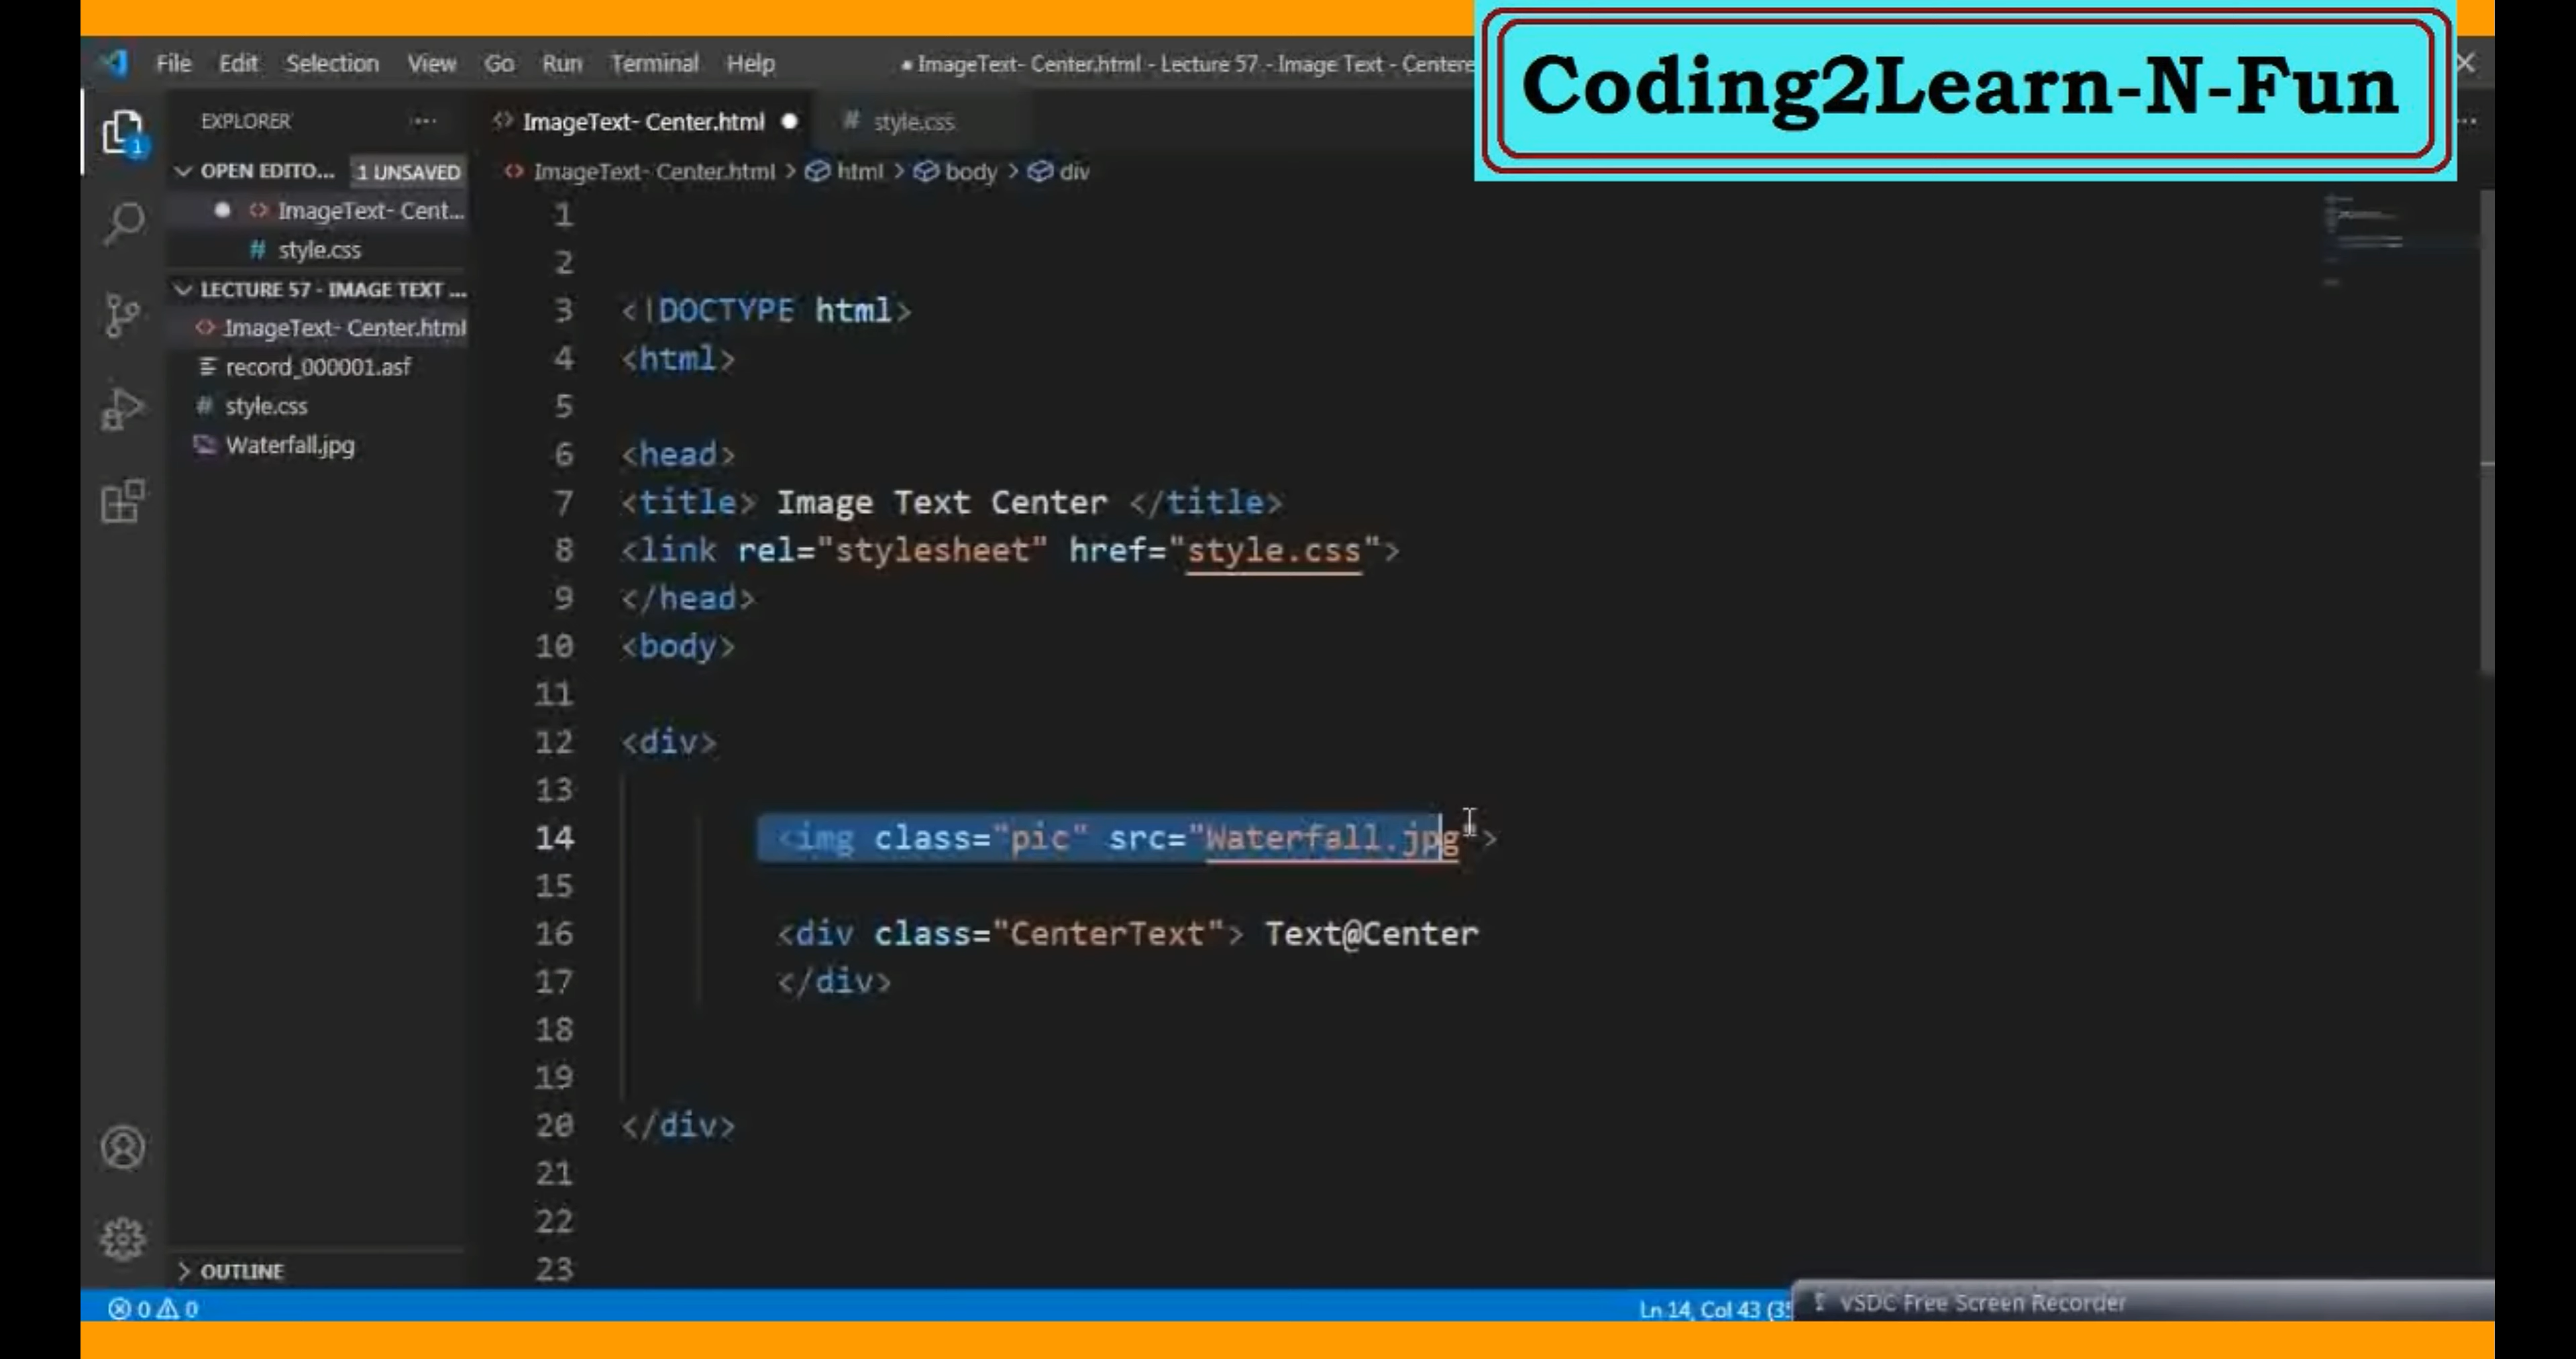 File Edit Selection View Go Run Terminal Help
● ImageText- Center.html - Lecture 57 - Image Text - Centere
Coding2Learn-N-Fun
EXPLORER ···
ImageText- Center.html ●
# style.css
OPEN EDITO... 1 UNSAVED
ImageText- Center.html > html > body > div
● <> ImageText- Cent...
# style.css
LECTURE 57 - IMAGE TEXT ...
<> ImageText- Center.html
record_000001.asf
# style.css
Waterfall.jpg
1
2
3 <!DOCTYPE html>
4 <html>
5
6 <head>
7 <title> Image Text Center </title>
8 <link rel="stylesheet" href="style.css">
9 </head>
10 <body>
11
12 <div>
13
14 <img class="pic" src="Waterfall.jpg">
15
16 <div class="CenterText"> Text@Center
17 </div>
18
19
20 </div>
21
22
23
> OUTLINE
0 0
Ln 14, Col 43
VSDC Free Screen Recorder